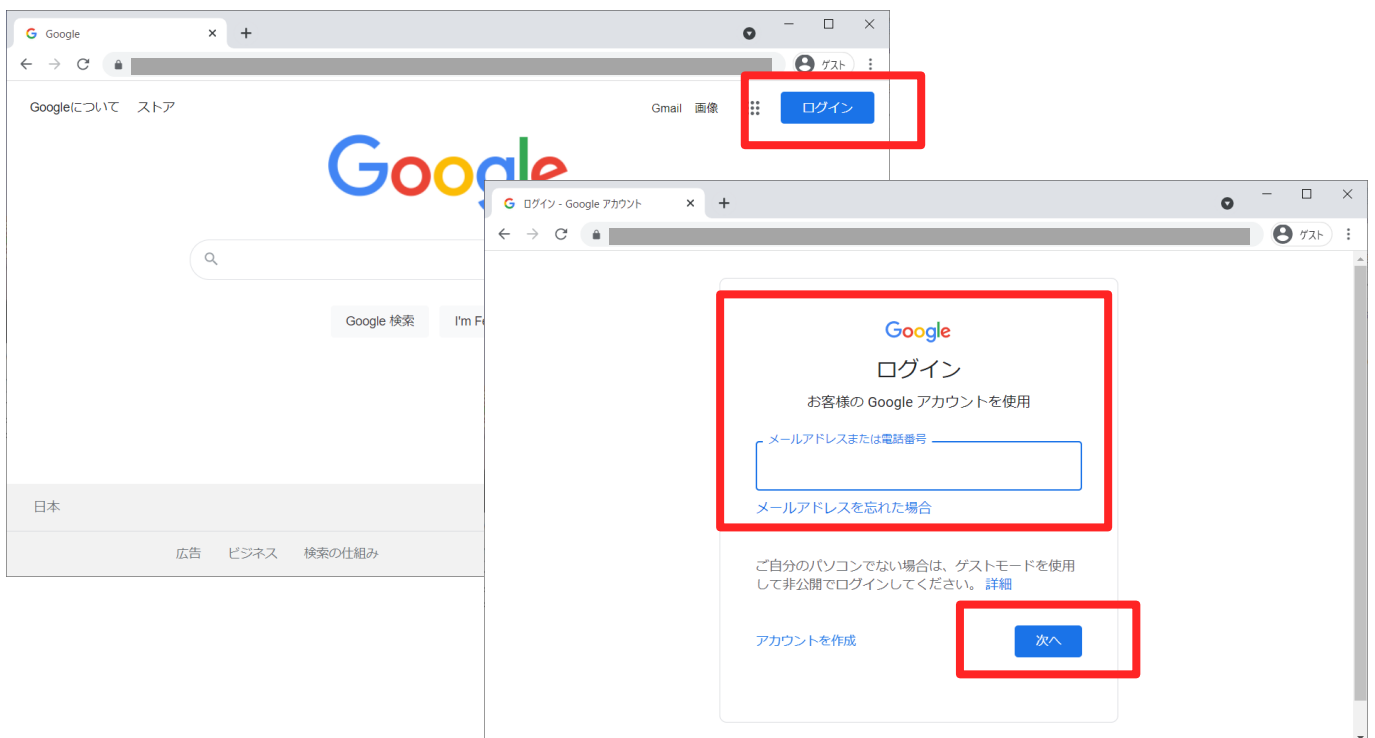 Google
ゲスト
Googleについて ストア
Gmail 画像
ログイン
Google
Google 検索
I'm Fe
日本
広告 ビジネス 検索の仕組み
ログイン - Google アカウント
ゲスト
Google
ログイン
お客様の Google アカウントを使用
メールアドレスまたは電話番号
メールアドレスを忘れた場合
ご自分のパソコンでない場合は、ゲストモードを使用
して非公開でログインしてください。 詳細
アカウントを作成
次へ